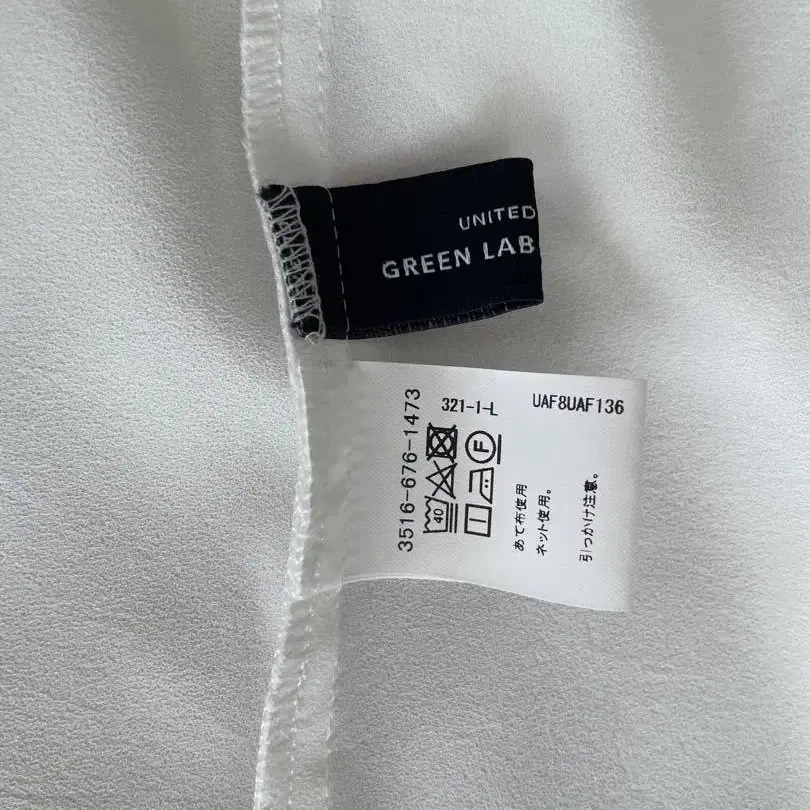 UNITED
GREEN LAB
3516-676-1473
321-1-L
UAF8UAF136
40
F
あて布使用
ネット使用。
引っかけ注意。